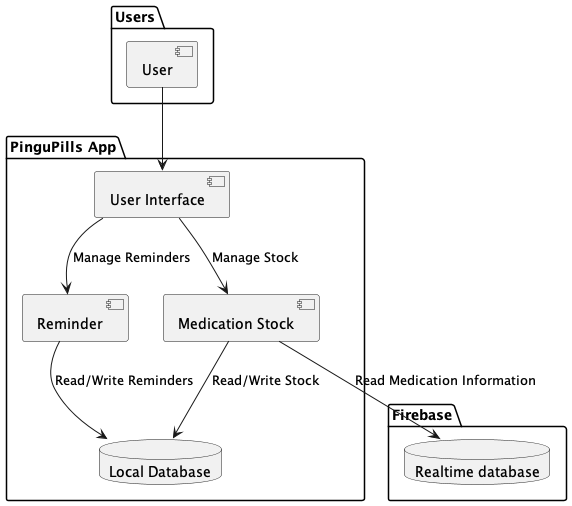 Users
User
PinguPills App
User Interface
Manage Reminders
Manage Stock
Reminder
Medication Stock
Read/Write Reminders
Read/Write Stock
Read Medication Information
Firebase
Local Database
Realtime database